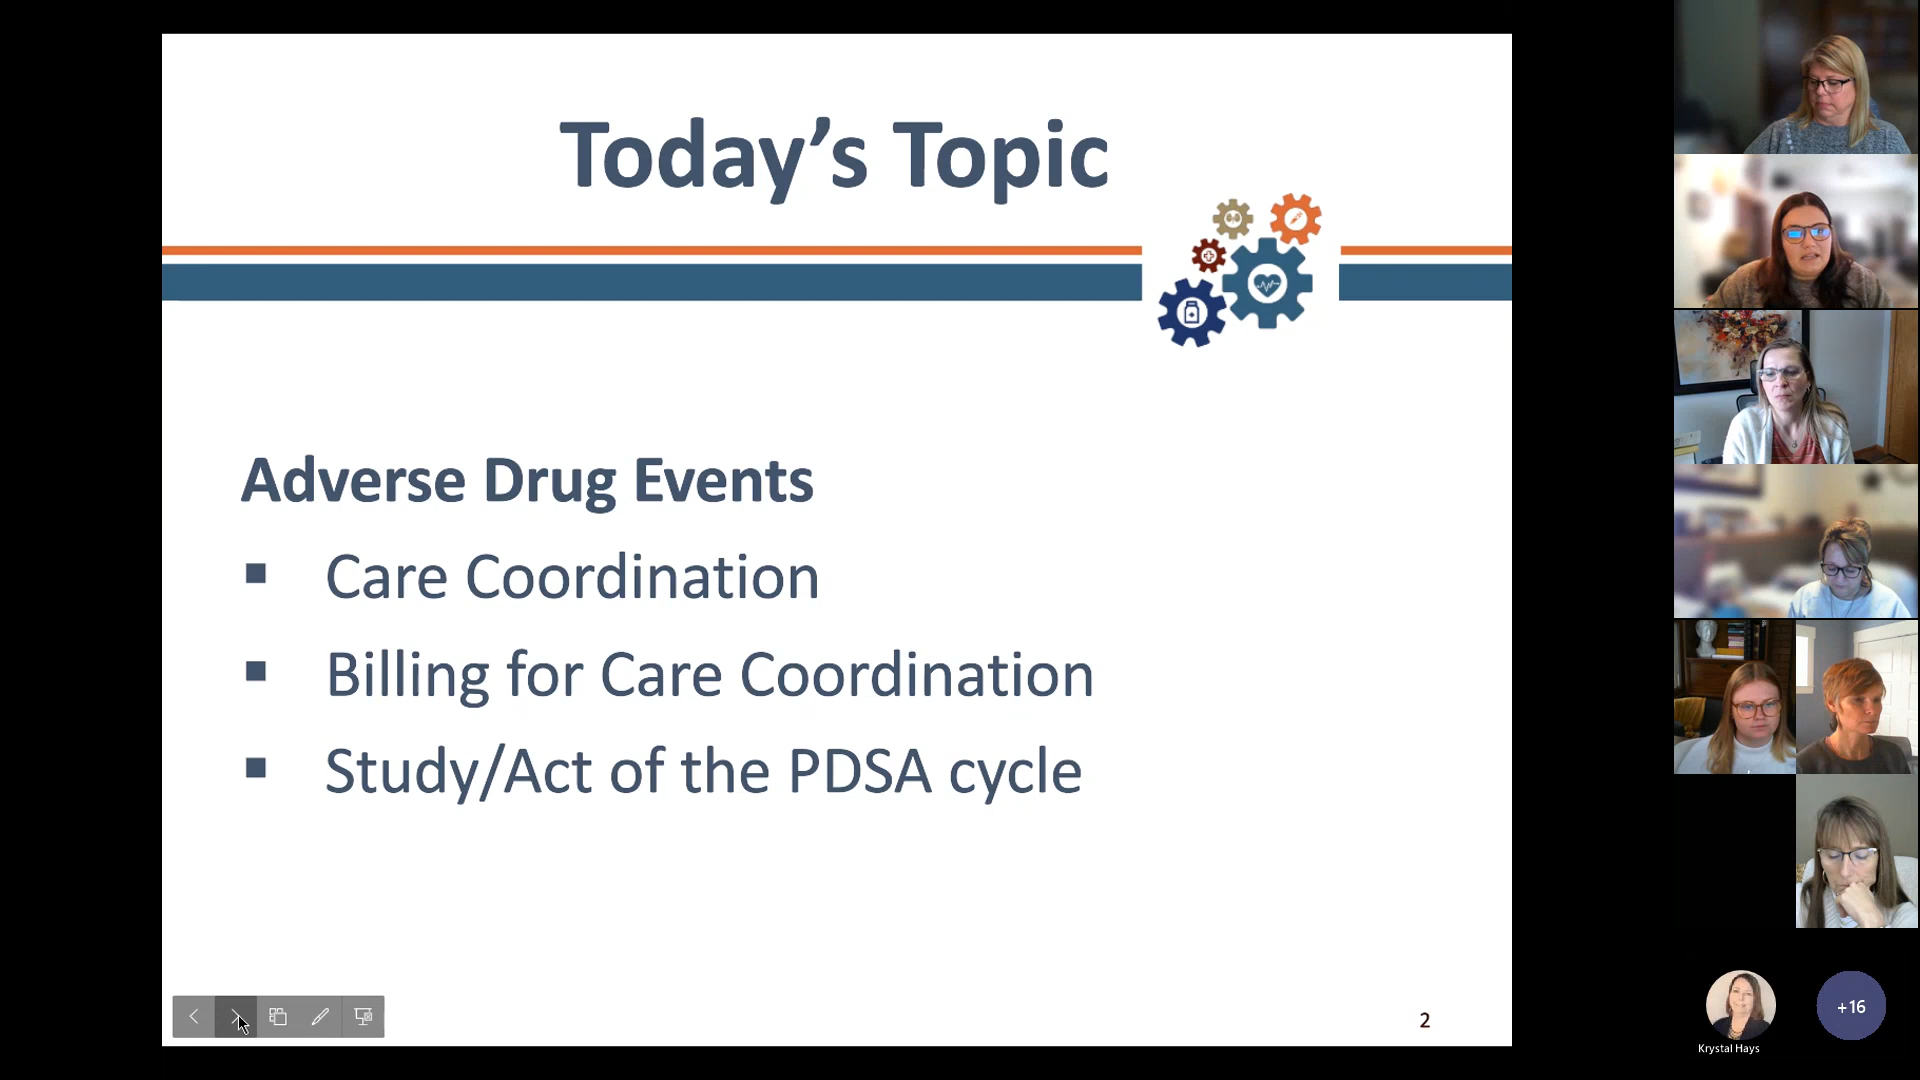 Today’s Topic
Adverse Drug Events
▪ Care Coordination
▪ Billing for Care Coordination
▪ Study/Act of the PDSA cycle
2
+16
Krystal Hays